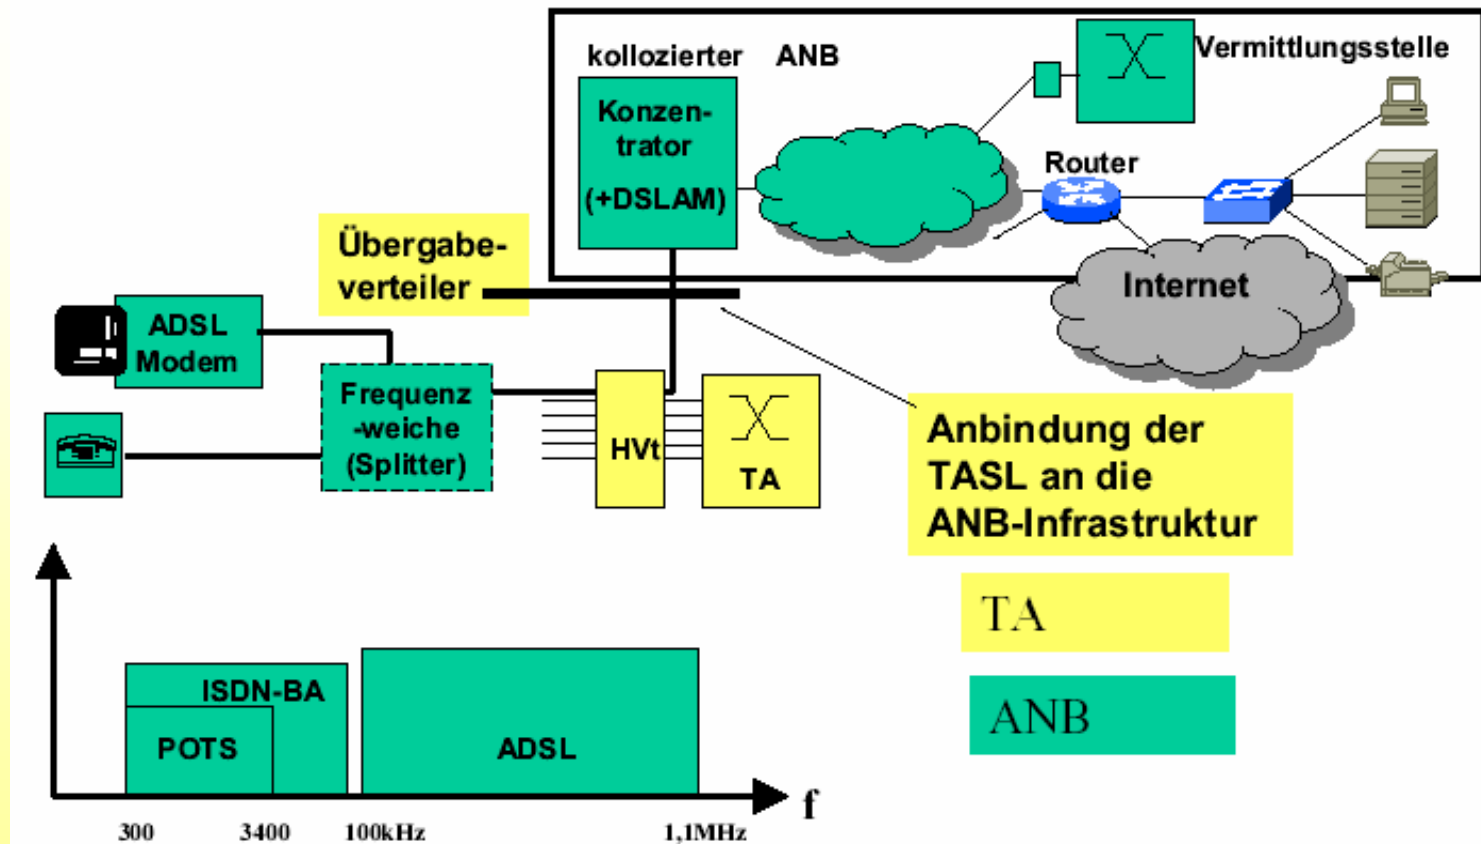 kollozierter ANB
Vermittlungsstelle
Konzen-
trator
(+DSLAM)
Router
Internet
Übergabe-
verteiler
ADSL
Modem
Frequenz
-weiche
(Splitter)
HVt
TA
Anbindung der
TASL an die
ANB-Infrastruktur
TA
ANB
ISDN-BA
POTS
ADSL
f
300 3400 100kHz 1,1MHz